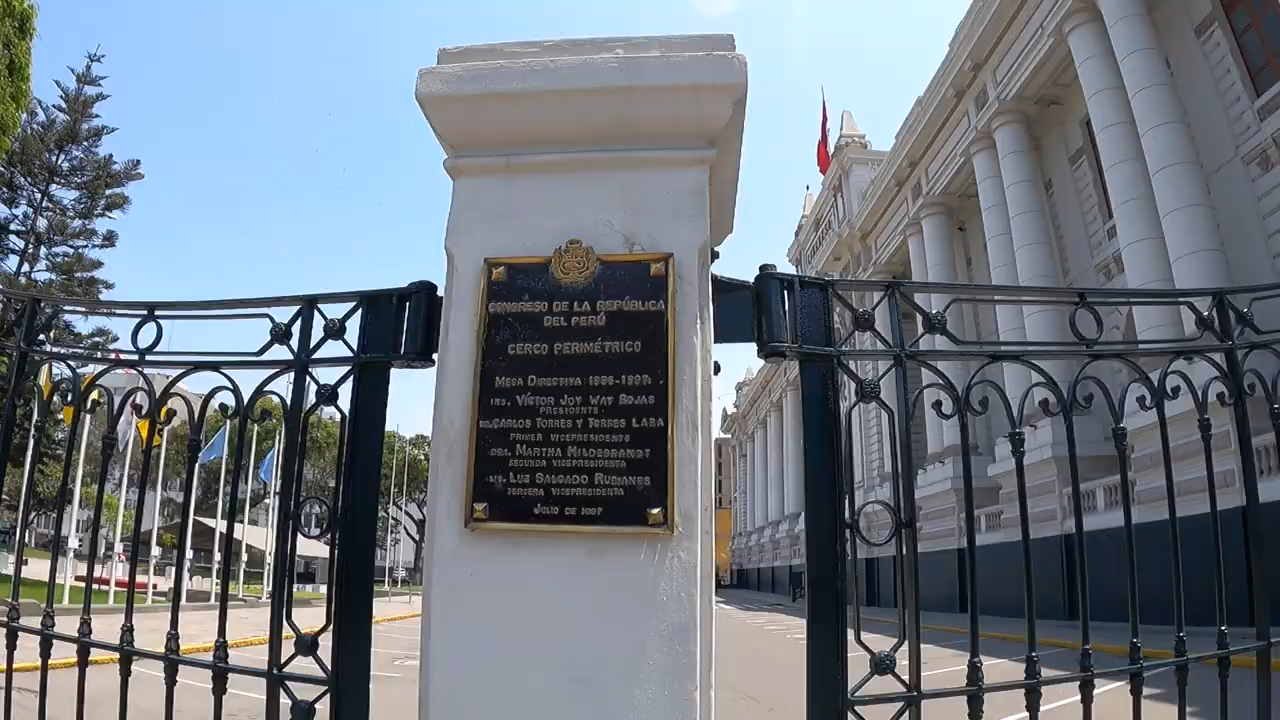 CONGRESO DE LA REPÚBLICA
DEL PERÚ
CERCO PERIMÉTRICO
MESA DIRECTIVA 1996-1997:
ING. VÍCTOR JOY WAY ROJAS
PRESIDENTE
DR. CARLOS TORRES Y TORRES LARA
PRIMER VICEPRESIDENTE
DRA. MARTHA HILDEBRANDT
SEGUNDA VICEPRESIDENTA
LIC. LUZ SALGADO RUBIANES
TERCERA VICEPRESIDENTA
JULIO DE 1997